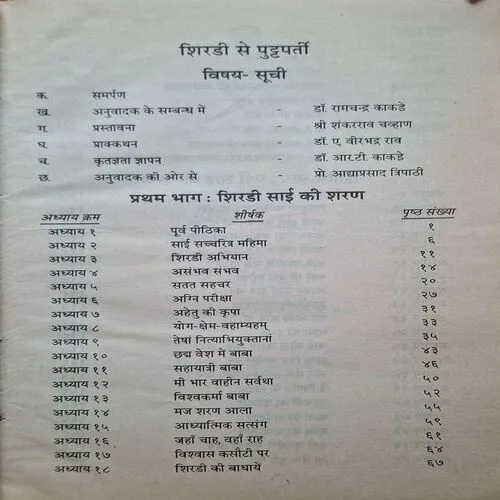 शिरडी से पुट्टपर्ती
विषय- सूची
क. समर्पण
ख. अनुवादक के सम्बन्ध में - डॉ. रामचन्द्र काकडे
ग. प्रस्तावना - श्री शंकरराव चव्हाण
घ. प्राक्कथन - डॉ. ए. वीरभद्र राव
च. कृतज्ञता ज्ञापन - डॉ. आर.टी. काकडे
छ. अनुवादक की ओर से - प्रो. आद्याप्रसाद त्रिपाठी
प्रथम भाग : शिरडी साई की शरण
अध्याय क्रम शीर्षक पृष्ठ संख्या
अध्याय १ पूर्व पीठिका १
अध्याय २ साई सच्चरित्र महिमा ६
अध्याय ३ शिरडी अभियान ११
अध्याय ४ असंभव संभव १४
अध्याय ५ सतत सहचर २०
अध्याय ६ अग्नि परीक्षा २७
अध्याय ७ अहेतु की कृपा ३१
अध्याय ८ योग-क्षेम-वहाम्यहम् ३३
अध्याय ९ तेषां नित्याभियुक्तानां ३५
अध्याय १० छद्म वेश में बाबा ४३
अध्याय ११ सहायात्री बाबा ४६
अध्याय १२ मी भार वाहीन सर्वथा ५०
अध्याय १३ विश्वकर्मा बाबा ५२
अध्याय १४ मज शरण आला ५५
अध्याय १५ आध्यात्मिक सत्संग ५९
अध्याय १६ जहाँ चाह, वहाँ राह ६१
अध्याय १७ विश्वास कसौटी पर ६४
अध्याय १८ शिरडी की बाधायें ६७